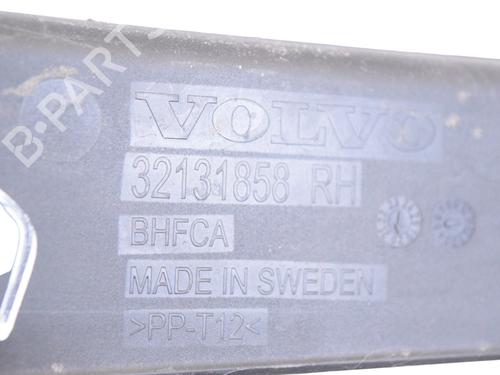 VOLVO
32131858 RH
BHFCA
MADE IN SWEDEN
>PP-T12<
B-PARTS